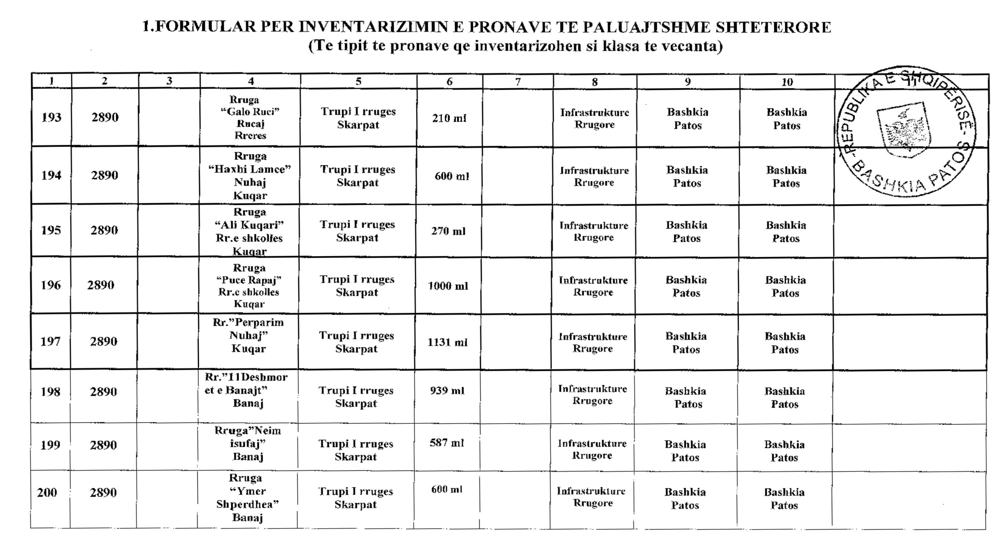 1.FORMULAR PER INVENTARIZIMIN E PRONAVE TE PALUAJTSHME SHTETERORE
(Te tipit te pronave qe inventarizohen si klasa te vecanta)
1 2 3 4 5 6 7 8 9 10 11
REPUBLIKA E SHQIPËRISË
BASHKIA PATOS
193 2890 Rruga “Galo Ruci” Rucaj Rreres Trupi I rruges Skarpat 210 ml Infrastrukture Rrugore Bashkia Patos Bashkia Patos
194 2890 Rruga “Haxhi Lamce” Nuhaj Kuqar Trupi I rruges Skarpat 600 ml Infrastrukture Rrugore Bashkia Patos Bashkia Patos
195 2890 Rruga “Ali Kuqari” Rr.e shkolles Kuqar Trupi I rruges Skarpat 270 ml Infrastrukture Rrugore Bashkia Patos Bashkia Patos
196 2890 Rruga “Puce Rapaj” Rr.e shkolles Kuqar Trupi I rruges Skarpat 1000 ml Infrastrukture Rrugore Bashkia Patos Bashkia Patos
197 2890 Rr.”Perparim Nuhaj” Kuqar Trupi I rruges Skarpat 1131 ml Infrastrukture Rrugore Bashkia Patos Bashkia Patos
198 2890 Rr.”11Deshmor et e Banajt” Banaj Trupi I rruges Skarpat 939 ml Infrastrukture Rrugore Bashkia Patos Bashkia Patos
199 2890 Rruga”Neim isufaj” Banaj Trupi I rruges Skarpat 587 ml Infrastrukture Rrugore Bashkia Patos Bashkia Patos
200 2890 Rruga “Ymer Shperdhea” Banaj Trupi I rruges Skarpat 600 ml Infrastrukture Rrugore Bashkia Patos Bashkia Patos